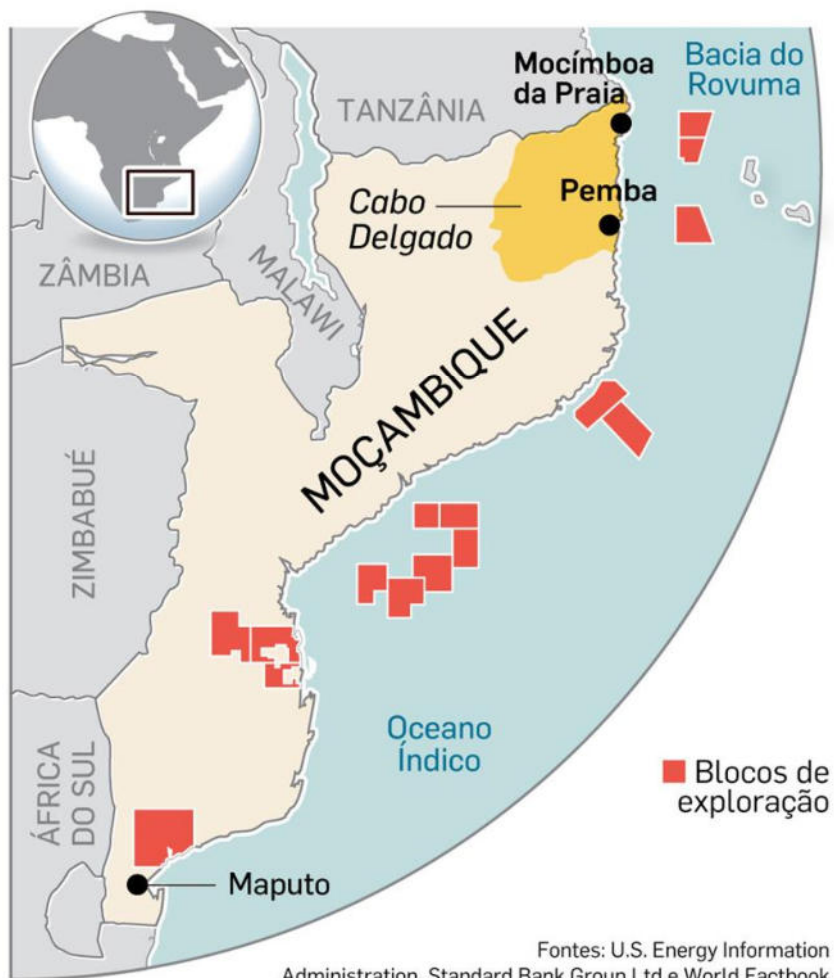 Mocímboa
da Praia
Bacia do
Rovuma
TANZÂNIA
Cabo
Delgado
Pemba
ZÂMBIA
MALAWI
MOÇAMBIQUE
ZIMBABUÉ
Oceano
Índico
ÁFRICA
DO SUL
Blocos de
exploração
Maputo
Fontes: U.S. Energy Information
Administration, Standard Bank Group Ltd e World Factbook